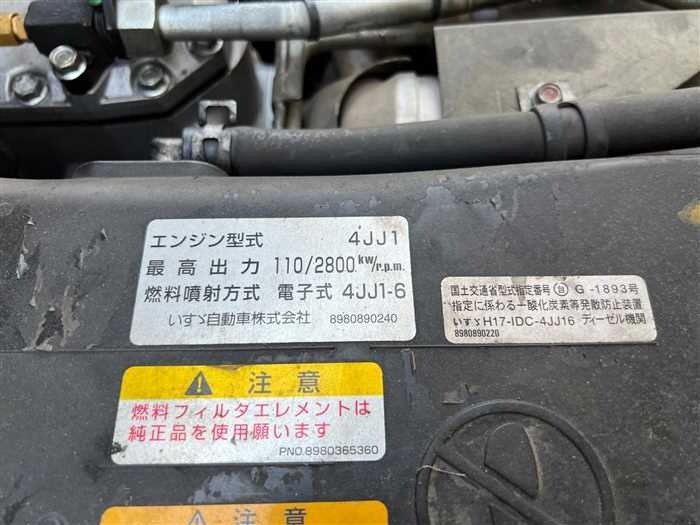 エンジン型式 4JJ1
最高出力 110/2800kW/r.p.m.
燃料噴射方式 電子式 4JJ1-6
いすゞ自動車株式会社 8980890240
国土交通省型式指定番号 自 G -1893号
指定に係わる一酸化炭素等発散防止装置
いすゞH17-IDC-4JJ16 ディーゼル機関
8980890220
注意
燃料フィルタエレメントは
純正品を使用願います
PNO.8980365360
注意